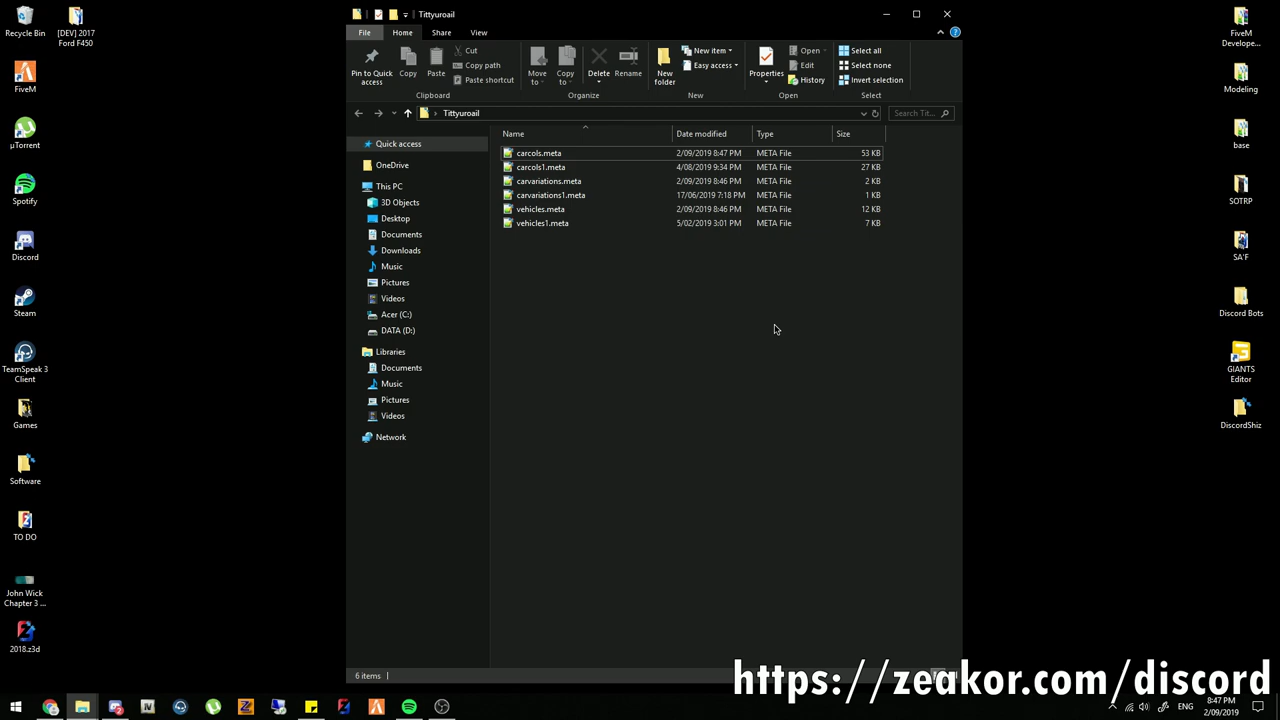 Recycle Bin
[DEV] 2017
Ford F450
FiveM
µTorrent
Spotify
Discord
Steam
TeamSpeak 3
Client
Games
Software
TO DO
John Wick
Chapter 3 ...
2018.z3d
Tittyuroail
File
Home
Share
View
Pin to Quick
access
Copy
Paste
Cut
Copy path
Paste shortcut
Clipboard
Move
to
Copy
to
Delete
Rename
Organize
New
folder
New item
Easy access
New
Properties
Open
Edit
History
Open
Select all
Select none
Invert selection
Select
Tittyuroail
Search Tit...
Quick access
OneDrive
This PC
3D Objects
Desktop
Documents
Downloads
Music
Pictures
Videos
Acer (C:)
DATA (D:)
Libraries
Documents
Music
Pictures
Videos
Network
Name Date modified Type Size
carcols.meta 2/09/2019 8:47 PM META File 53 KB
carcols1.meta 4/08/2019 9:34 PM META File 27 KB
carvariations.meta 2/09/2019 8:46 PM META File 2 KB
carvariations1.meta 17/06/2019 7:18 PM META File 1 KB
vehicles.meta 2/09/2019 8:46 PM META File 12 KB
vehicles1.meta 5/02/2019 3:01 PM META File 7 KB
6 items
FiveM
Develope...
Modeling
base
SOTRP
SA'F
Discord Bots
GIANTS
Editor
DiscordShiz
https://zeakor.com/discord
ENG
8:47 PM
2/09/2019